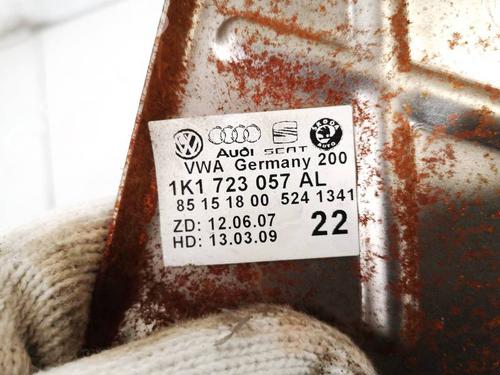 Audi SEAT SKODA AUTO
VWA Germany 200
1K1 723 057 AL
85 15 18 00 524 1341
ZD: 12.06.07
HD: 13.03.09 22